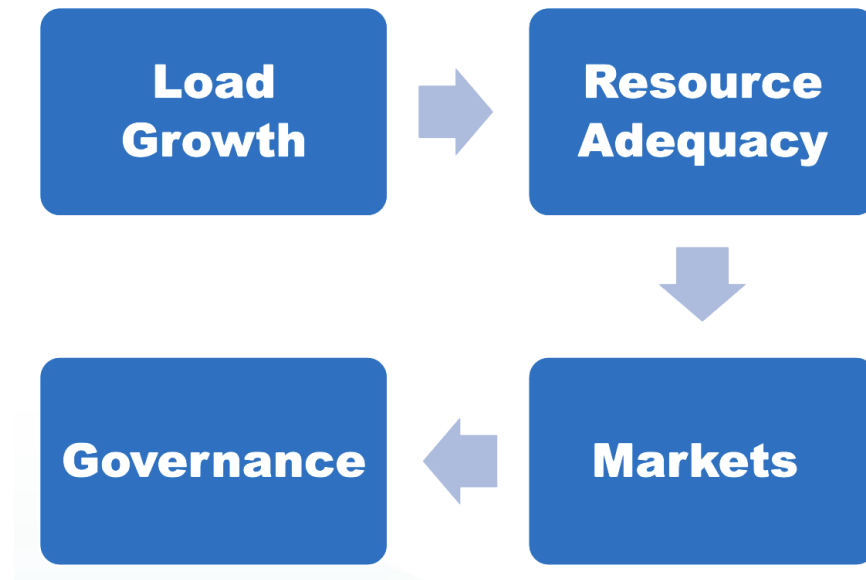 Load
Growth
Resource
Adequacy
Governance
Markets